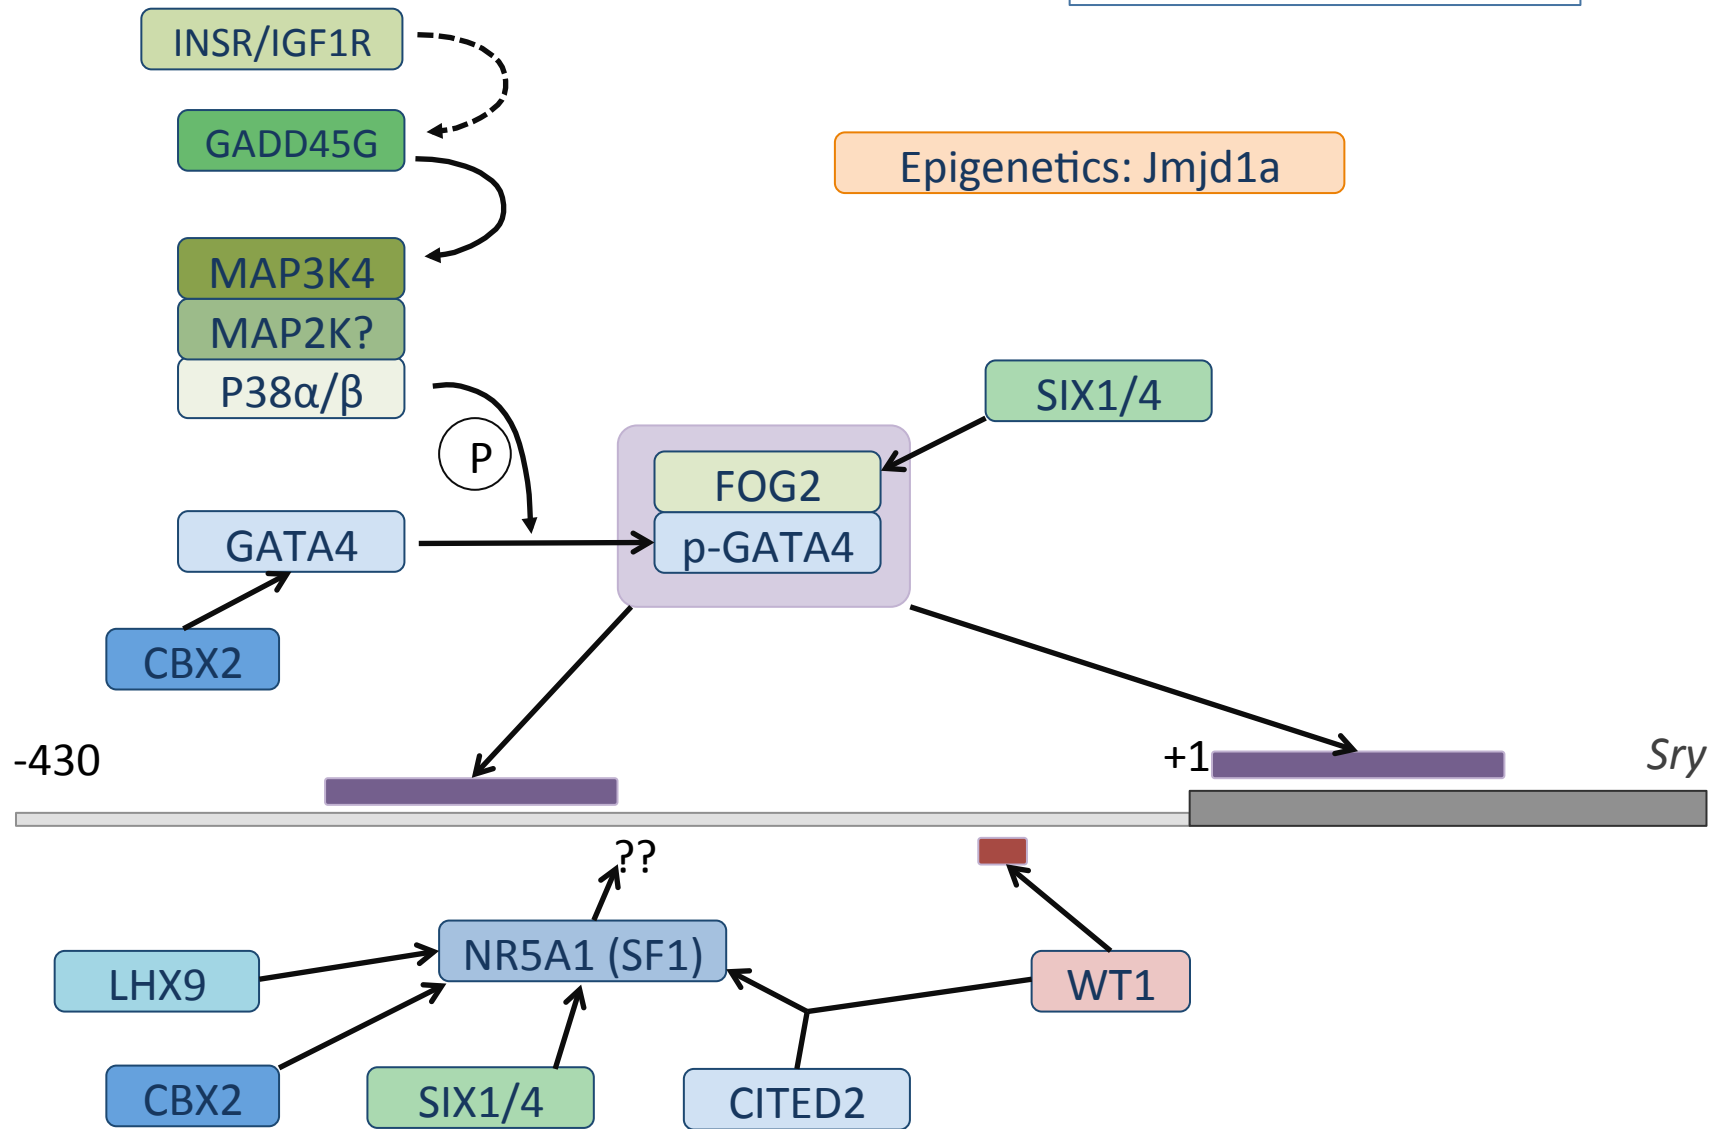 INSR/IGF1R
GADD45G
Epigenetics: Jmjd1a
MAP3K4
MAP2K?
P38α/β
SIX1/4
P
FOG2
GATA4
p-GATA4
CBX2
-430
+1
Sry
??
NR5A1 (SF1)
LHX9
WT1
CBX2
SIX1/4
CITED2